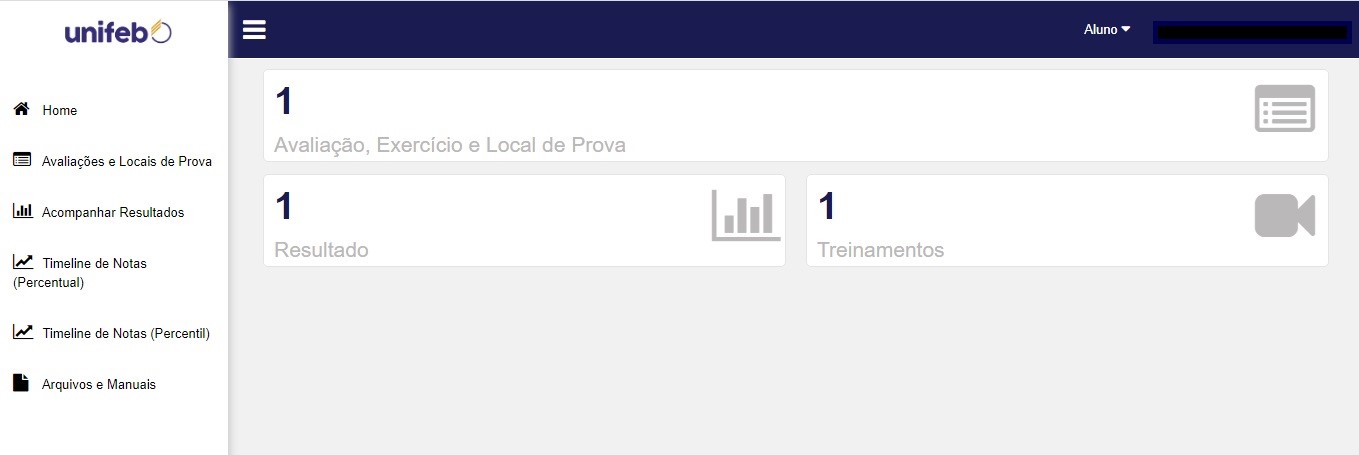 unifeb
Home
Avaliações e Locais de Prova
Acompanhar Resultados
Timeline de Notas
(Percentual)
Timeline de Notas (Percentil)
Arquivos e Manuais
Aluno
1
Avaliação, Exercício e Local de Prova
1
Resultado
1
Treinamentos